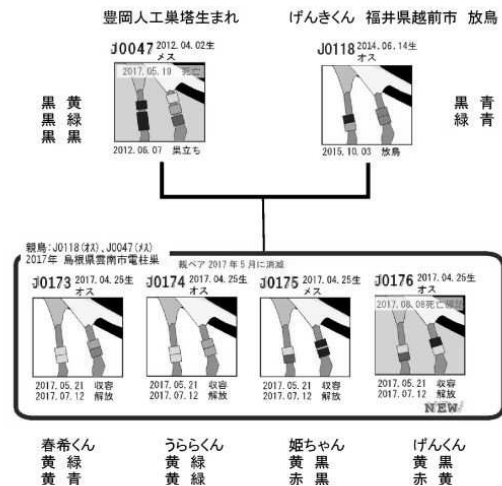 豊岡人工巣塔生まれ
げんきくん 福井県越前市 放鳥
J0047 2012.04.02生
メス
2017.05.19 死亡
黒 黄
黒 緑
黒 黒
2012.06.07 巣立ち
J0118 2014.06.14生
オス
黒 青
緑 青
2015.10.03 放鳥
親鳥:J0118(オス)、J0047(メス)
2017年 島根県雲南市電柱巣
親ペア 2017年5月に消滅
J0173 2017.04.25生
オス
2017.05.21 収容
2017.07.12 解放
J0174 2017.04.25生
オス
2017.05.21 収容
2017.07.12 解放
J0175 2017.04.25生
メス
2017.05.21 収容
2017.07.12 解放
J0176 2017.04.25生
オス
2017.05.21 収容
2017.07.12 解放
NEW
春希くん
黄 緑
黄 青
うららくん
黄 緑
黄 緑
姫ちゃん
黄 黒
赤 黒
げんくん
黄 黒
赤 黄